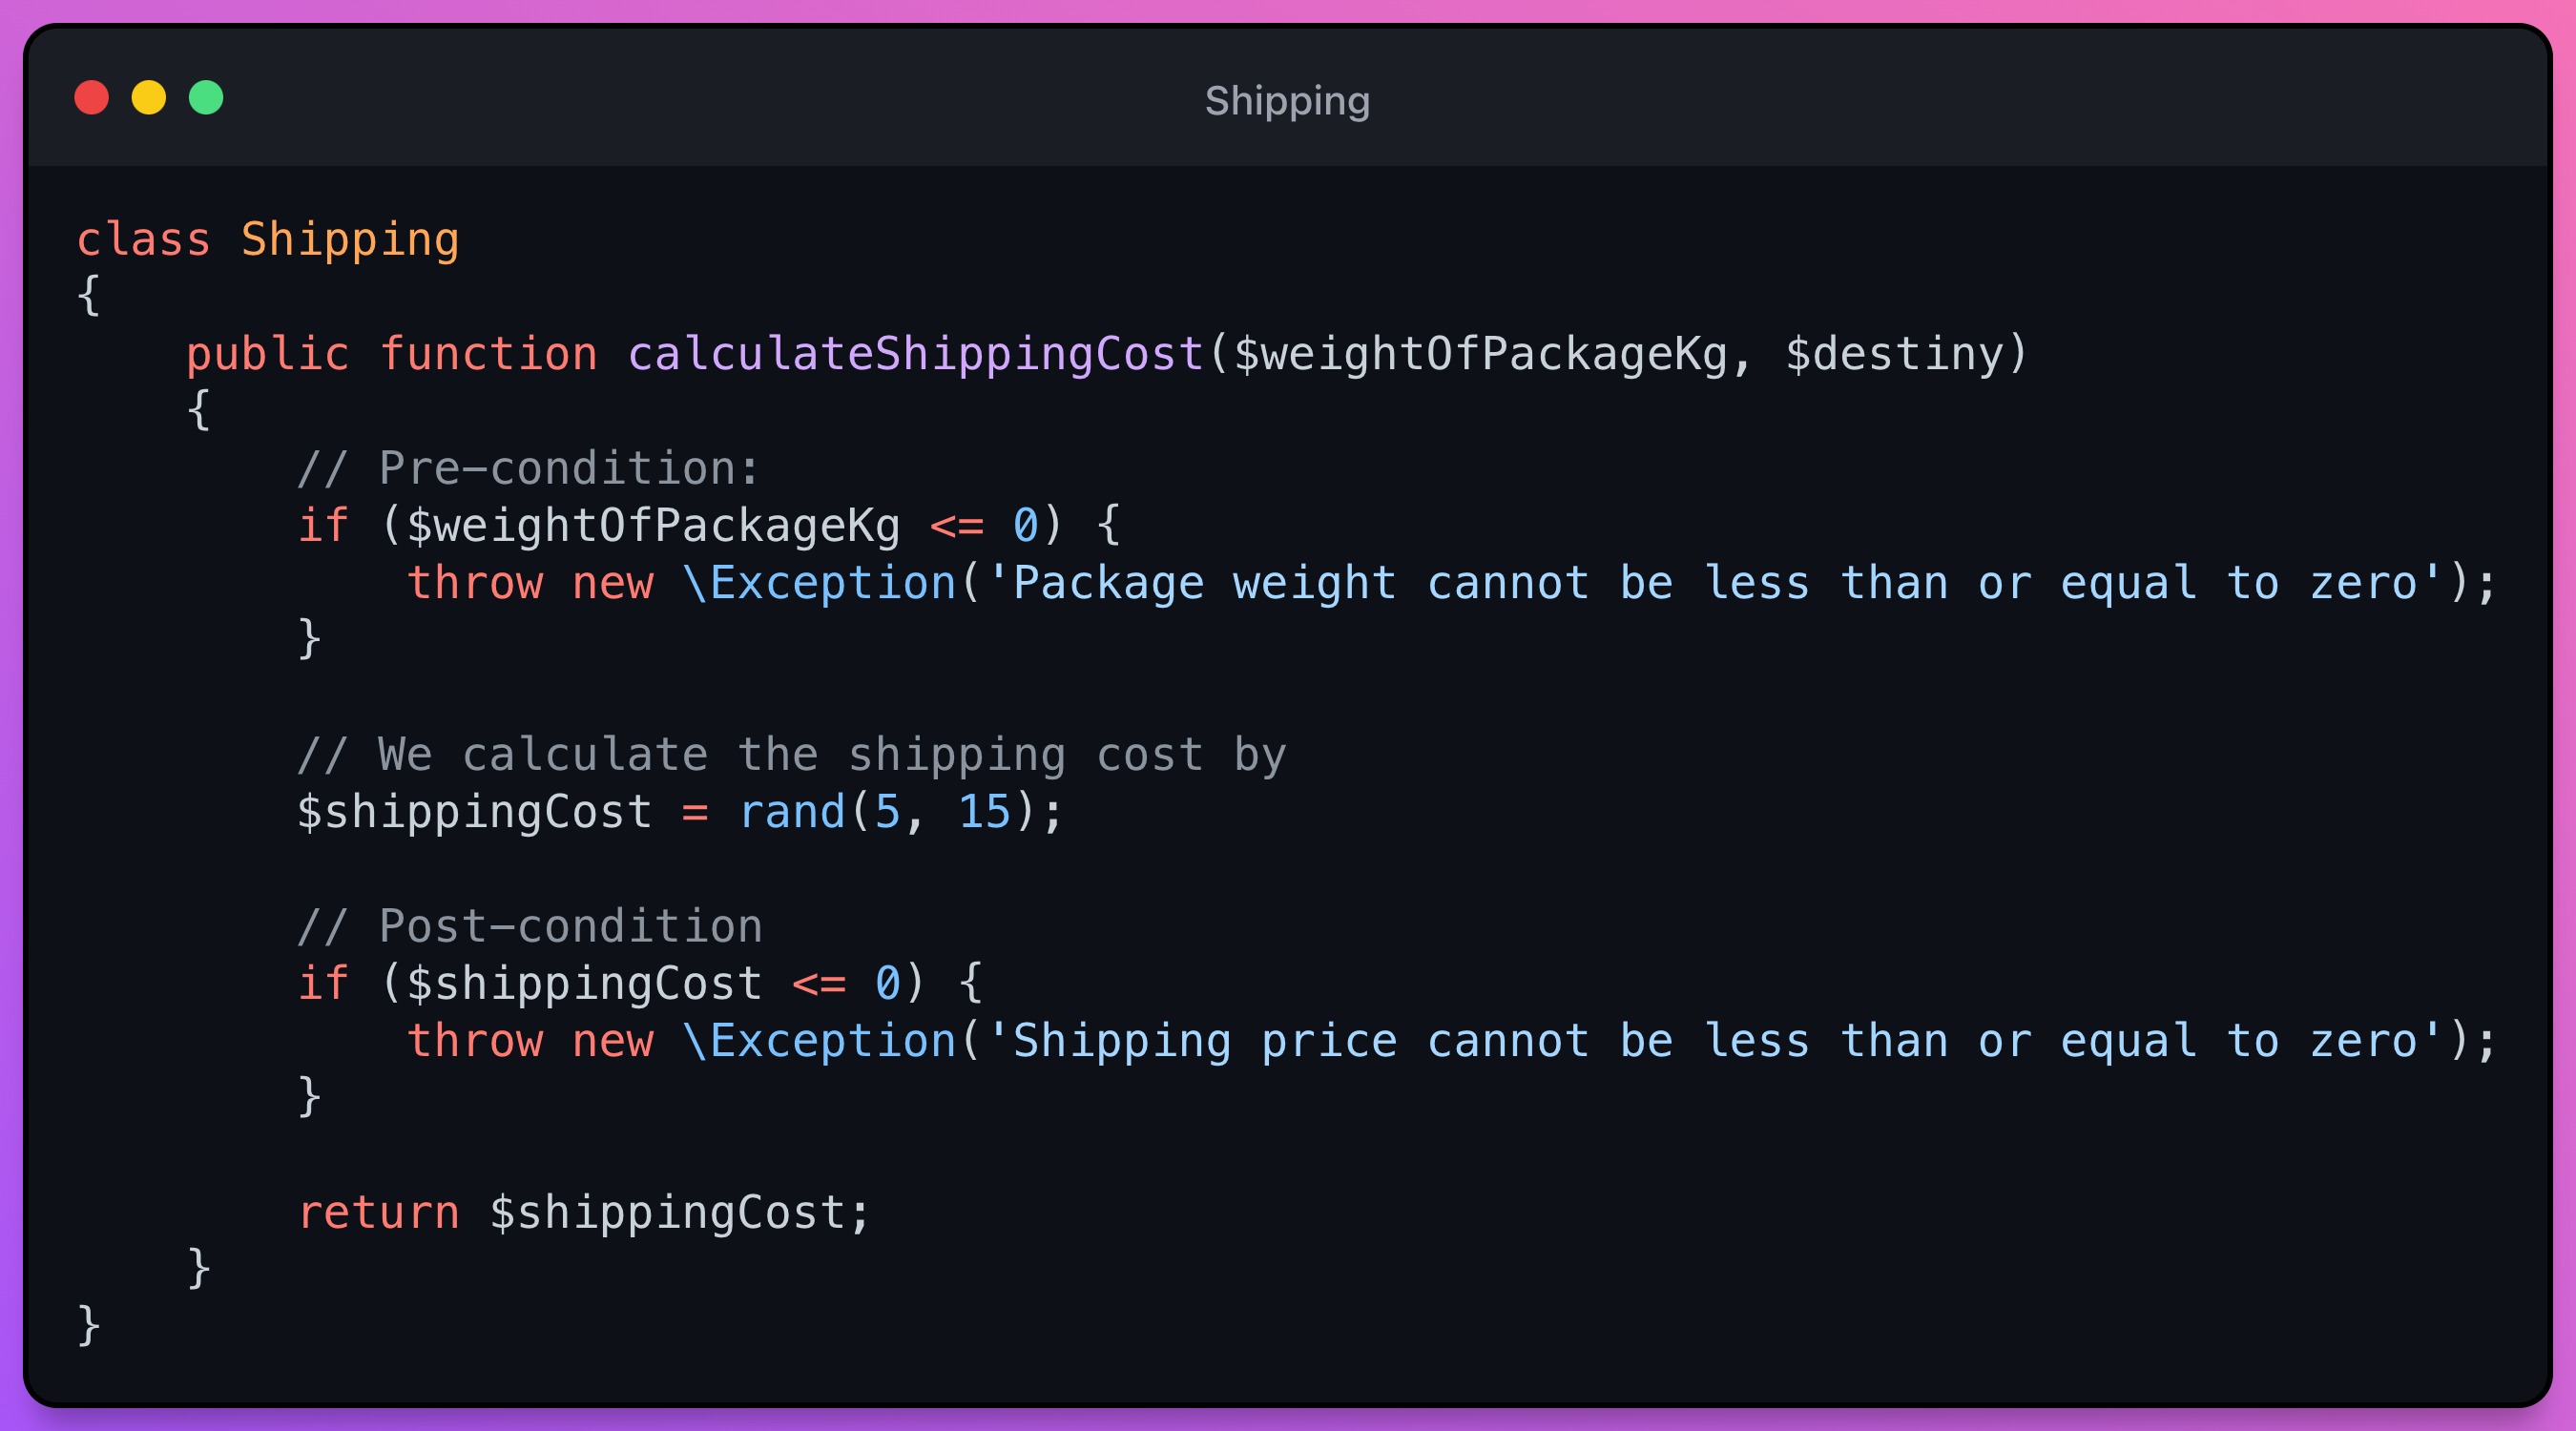 Shipping
class Shipping
{
    public function calculateShippingCost($weightOfPackageKg, $destiny)
    {
        // Pre-condition:
        if ($weightOfPackageKg <= 0) {
            throw new \Exception('Package weight cannot be less than or equal to zero');
        }

        // We calculate the shipping cost by
        $shippingCost = rand(5, 15);

        // Post-condition
        if ($shippingCost <= 0) {
            throw new \Exception('Shipping price cannot be less than or equal to zero');
        }

        return $shippingCost;
    }
}